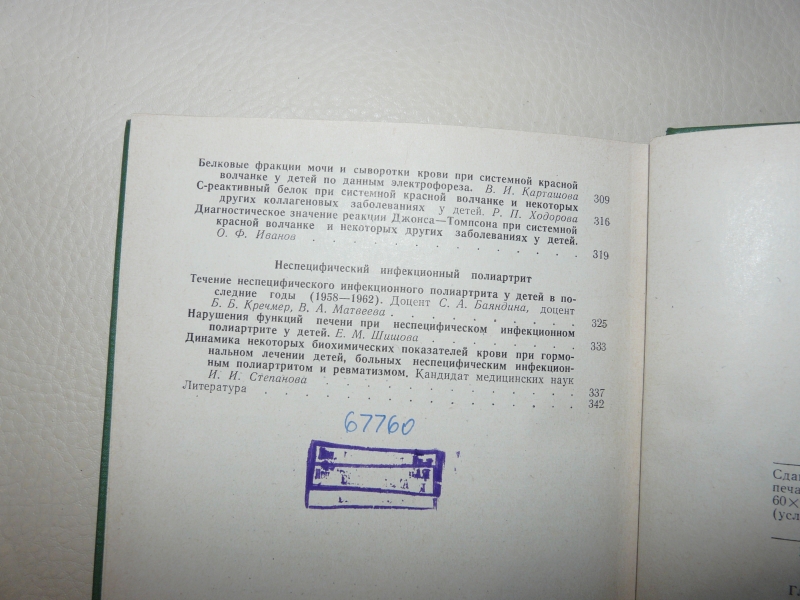 Белковые фракции мочи и сыворотки крови при системной красной
волчанке у детей по данным электрофореза. В. И. Карташова 309
С-реактивный белок при системной красной волчанке и некоторых
других коллагеновых заболеваниях у детей. Р. П. Ходорова 316
Диагностическое значение реакции Джонса—Томпсона при системной
красной волчанке и некоторых других заболеваниях у детей.
О. Ф. Иванов . . . . . . . . . . . 319
Неспецифический инфекционный полиартрит
Течение неспецифического инфекционного полиартрита у детей в по-
следние годы (1958—1962). Доцент С. А. Баяндина, доцент
Б. Б. Кречмер, В. А. Матвеева . . . . . . . . 325
Нарушения функций печени при неспецифическом инфекционном
полиартрите у детей. Е. М. Шишова . . . . . . 333
Динамика некоторых биохимических показателей крови при гормо-
нальном лечении детей, больных неспецифическим инфекцион-
ным полиартритом и ревматизмом. Кандидат медицинских наук
И. И. Степанова . . . . . . . . . . . 337
Литература . . . . . . . . . . . . . 342
67760
Сда
печа
60×
(усл